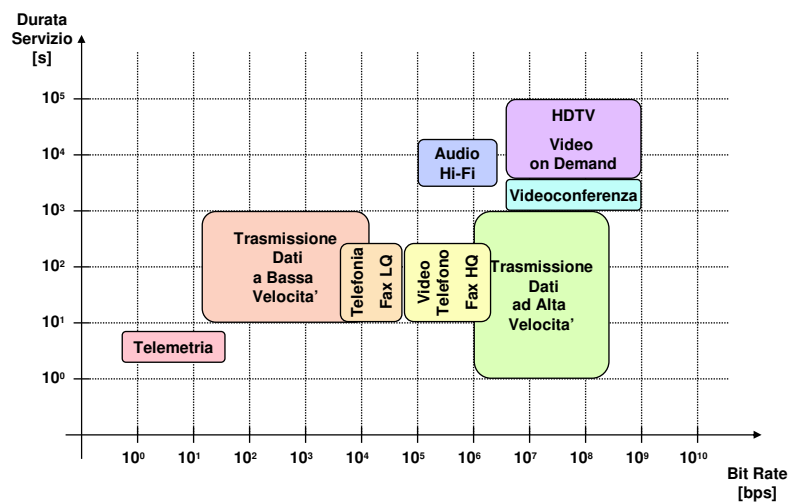 Durata
Servizio
[s]
10⁵
10⁴
10³
10²
10¹
10⁰
HDTV
Video
on Demand
Audio
Hi-Fi
Videoconferenza
Trasmissione
Dati
a Bassa
Velocita'
Telefonia
Fax LQ
Video
Telefono
Fax HQ
Trasmissione
Dati
ad Alta
Velocita'
Telemetria
10⁰ 10¹ 10² 10³ 10⁴ 10⁵ 10⁶ 10⁷ 10⁸ 10⁹ 10¹⁰
Bit Rate
[bps]